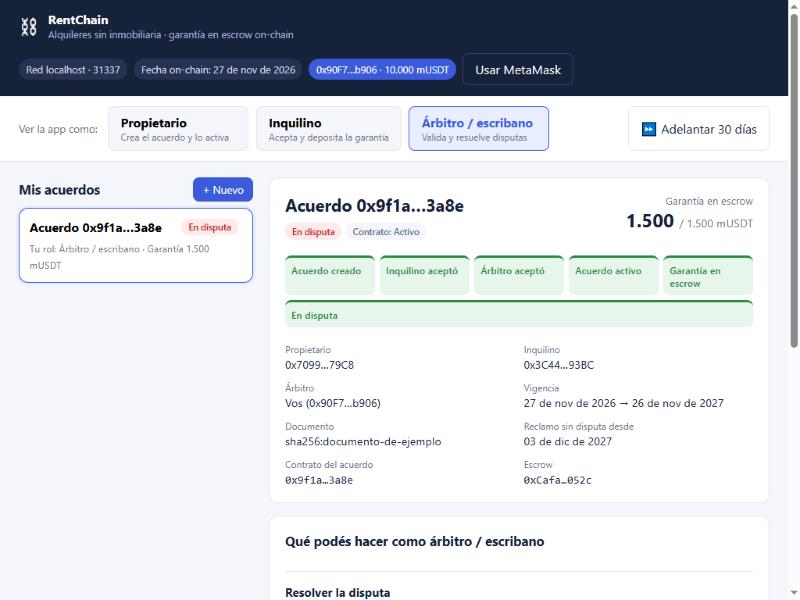 RentChain
Alquileres sin inmobiliaria · garantía en escrow on-chain
Red localhost · 31337
Fecha on-chain: 27 de nov de 2026
0x90F7…b906 · 10.000 mUSDT
Usar MetaMask
Ver la app como:
Propietario
Crea el acuerdo y lo activa
Inquilino
Acepta y deposita la garantía
Árbitro / escribano
Valida y resuelve disputas
Adelantar 30 días
Mis acuerdos
+ Nuevo
Acuerdo 0x9f1a…3a8e
En disputa
Tu rol: Árbitro / escribano · Garantía 1.500
mUSDT
Acuerdo 0x9f1a…3a8e
En disputa
Contrato: Activo
Garantía en escrow
1.500 / 1.500 mUSDT
Acuerdo creado
Inquilino aceptó
Árbitro aceptó
Acuerdo activo
Garantía en
escrow
En disputa
Propietario
0x7099…79C8
Inquilino
0x3C44…93BC
Árbitro
Vos (0x90F7…b906)
Vigencia
27 de nov de 2026 → 26 de nov de 2027
Documento
sha256:documento-de-ejemplo
Reclamo sin disputa desde
03 de dic de 2027
Contrato del acuerdo
0x9f1a…3a8e
Escrow
0xCafa…052c
Qué podés hacer como árbitro / escribano
Resolver la disputa